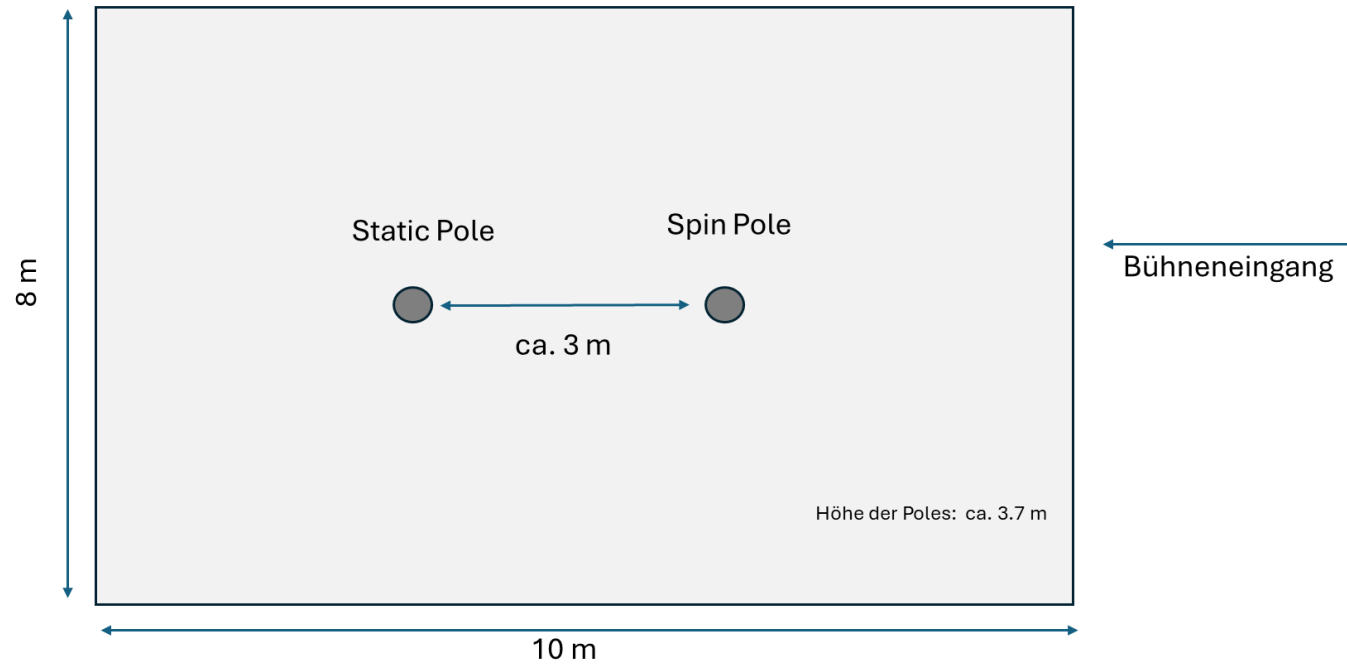 Static Pole
Spin Pole
Bühneneingang
8 m
ca. 3 m
Höhe der Poles:  ca. 3.7 m
10 m